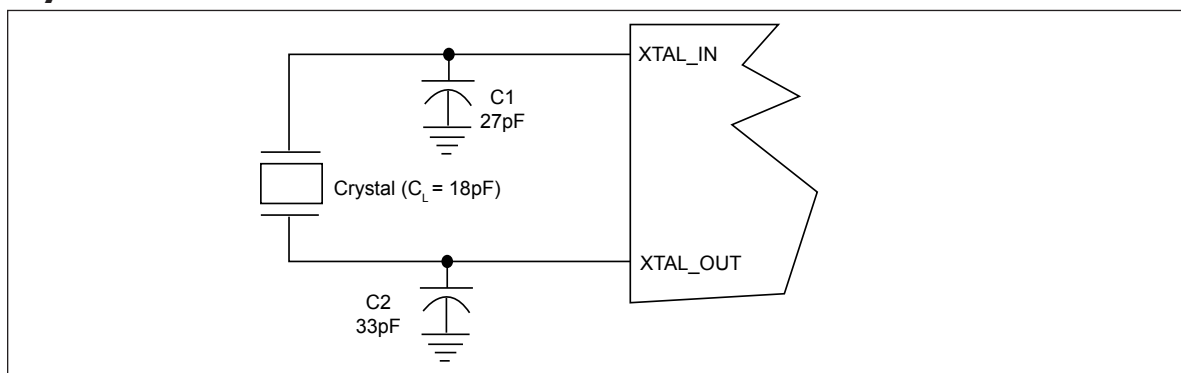 XTAL_IN
C1
27pF
Crystal (C_L = 18pF)
XTAL_OUT
C2
33pF